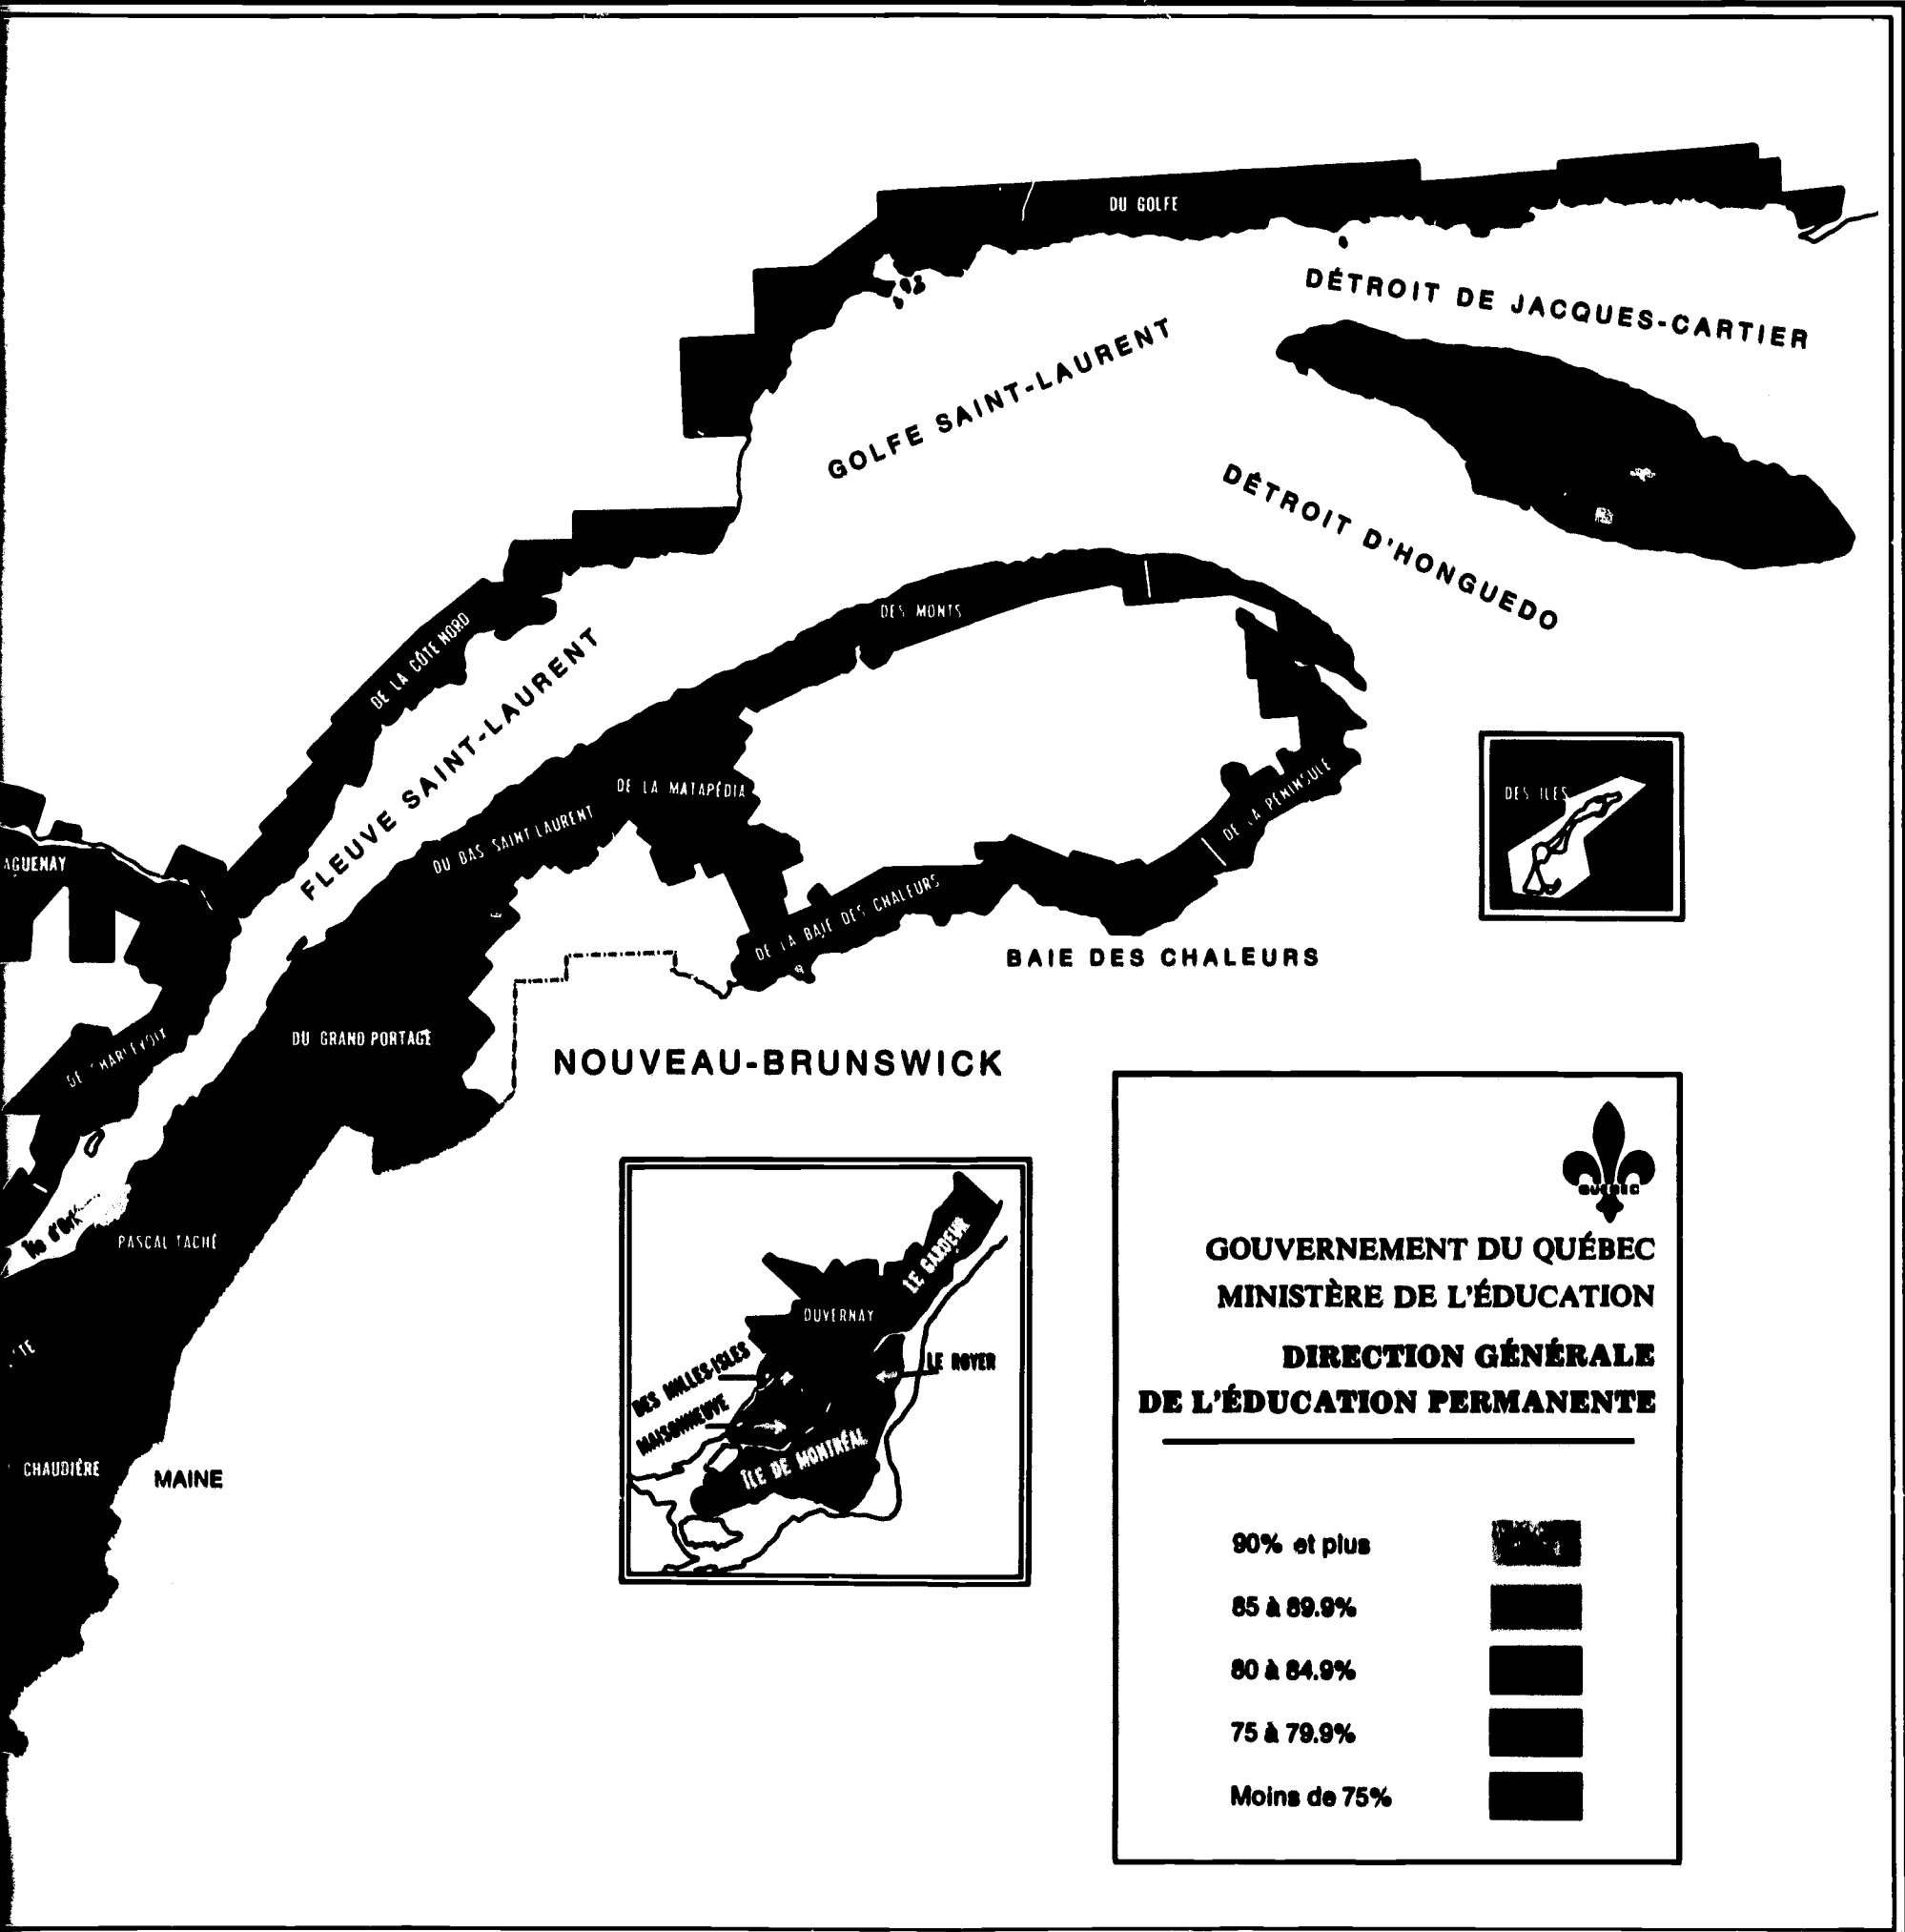 DU GOLFE
DÉTROIT DE JACQUES-CARTIER
GOLFE SAINT-LAURENT
DÉTROIT D'HONGUEDO
DES MONTS
DE LA CÔTE NORD
FLEUVE SAINT-LAURENT
DE LA MATAPÉDIA
DE LA PÉNINSULE
DES ILES
DU BAS SAINT LAURENT
AGUENAY
DE LA BAIE DES CHALEURS
BAIE DES CHALEURS
DU GRAND PORTAGE
DE CHARLEVOIX
NOUVEAU-BRUNSWICK
PASCAL TACHÉ
CHAUDIÈRE
MAINE
LE GARDEUR
DUVERNAY
LE ROYER
DES MILLES-ISLES
MAISONNEUVE
ÎLE DE MONTRÉAL
QUÉBEC
GOUVERNEMENT DU QUÉBEC
MINISTÈRE DE L'ÉDUCATION
DIRECTION GÉNÉRALE
DE L'ÉDUCATION PERMANENTE
90% et plus
85 à 89.9%
80 à 84.9%
75 à 79.9%
Moins de 75%